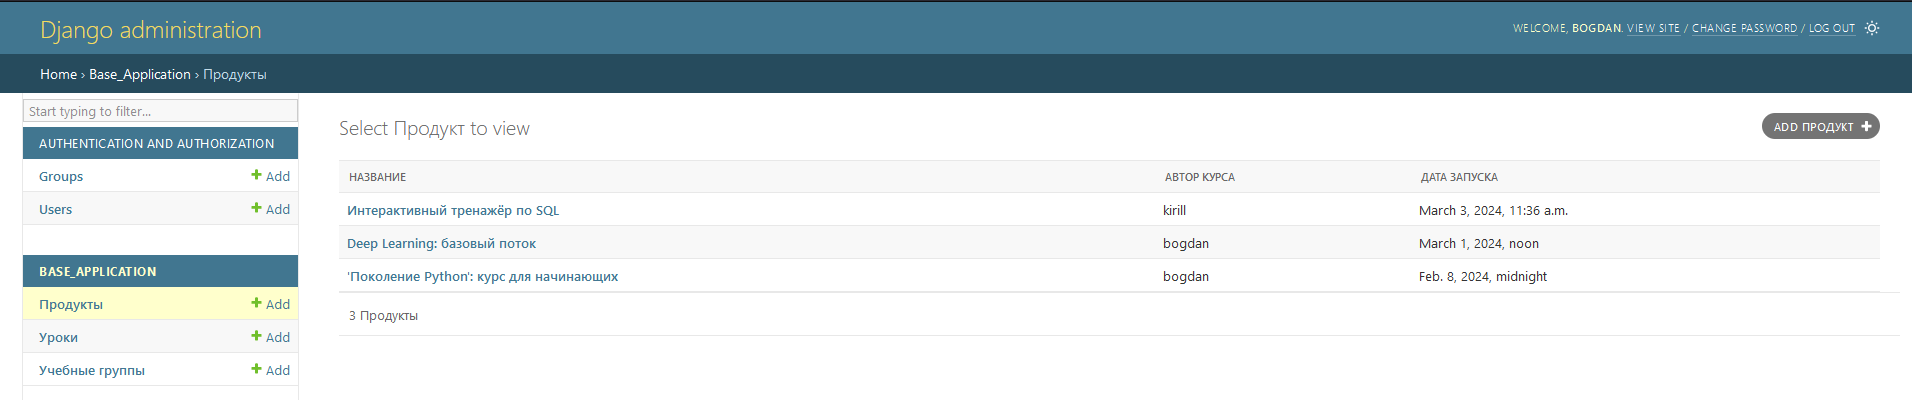 Django administration
WELCOME, BOGDAN. VIEW SITE / CHANGE PASSWORD / LOG OUT
Home › Base_Application › Продукты
Start typing to filter...
AUTHENTICATION AND AUTHORIZATION
Groups Add
Users Add
BASE_APPLICATION
Продукты Add
Уроки Add
Учебные группы Add
Select Продукт to view
ADD ПРОДУКТ
НАЗВАНИЕ АВТОР КУРСА ДАТА ЗАПУСКА
Интерактивный тренажёр по SQL kirill March 3, 2024, 11:36 a.m.
Deep Learning: базовый поток bogdan March 1, 2024, noon
'Поколение Python': курс для начинающих bogdan Feb. 8, 2024, midnight
3 Продукты